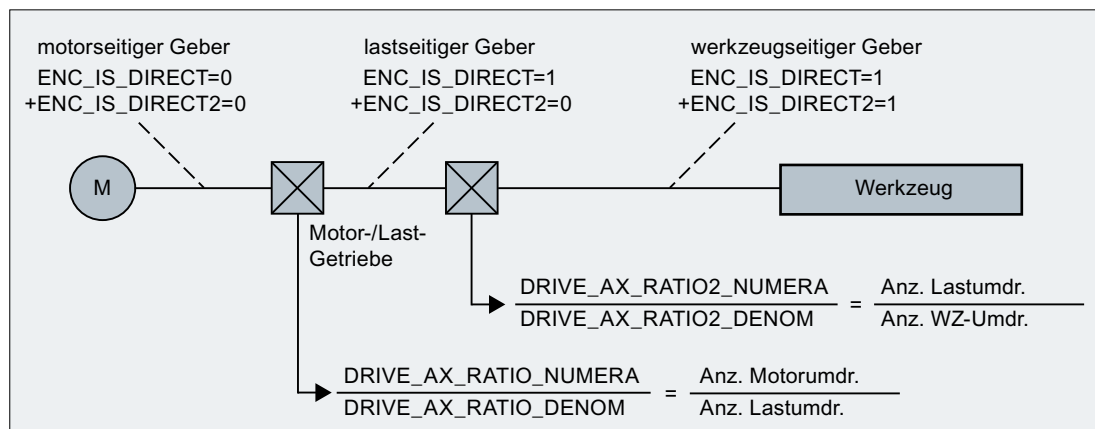 motorseitiger Geber
ENC_IS_DIRECT=0
+ENC_IS_DIRECT2=0
lastseitiger Geber
ENC_IS_DIRECT=1
+ENC_IS_DIRECT2=0
werkzeugseitiger Geber
ENC_IS_DIRECT=1
+ENC_IS_DIRECT2=1
M
Werkzeug
Motor-/Last-
Getriebe
DRIVE_AX_RATIO2_NUMERA = Anz. Lastumdr.
DRIVE_AX_RATIO2_DENOM Anz. WZ-Umdr.
DRIVE_AX_RATIO_NUMERA = Anz. Motorumdr.
DRIVE_AX_RATIO_DENOM Anz. Lastumdr.